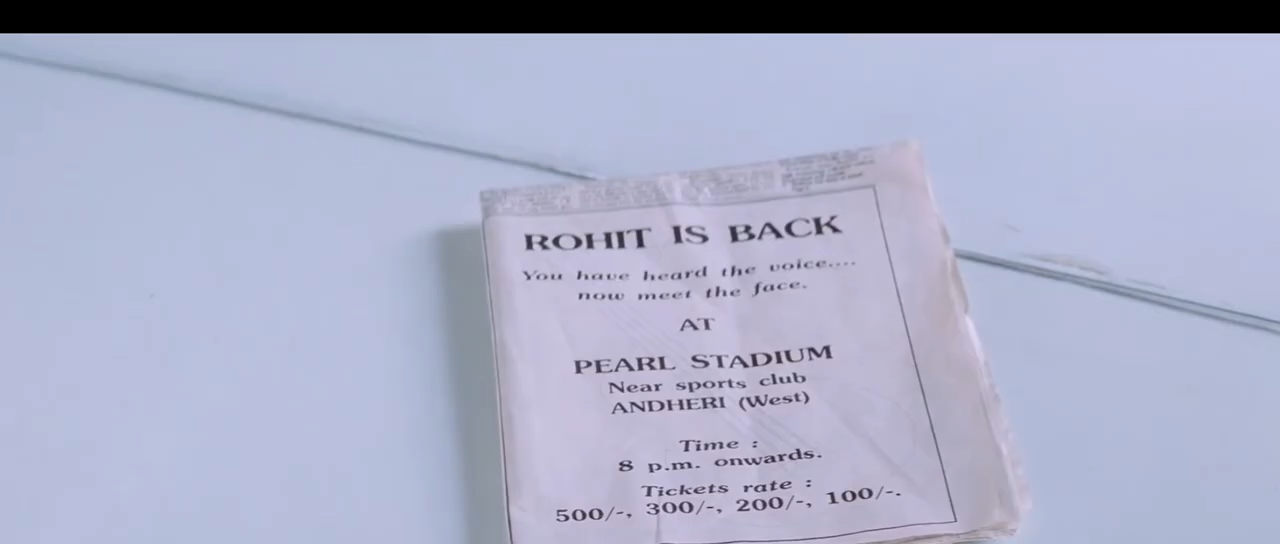 ROHIT IS BACK
You have heard the voice....
now meet the face.
AT
PEARL STADIUM
Near sports club
ANDHERI (West)
Time :
8 p.m. onwards.
Tickets rate :
500/-, 300/-, 200/-, 100/-.